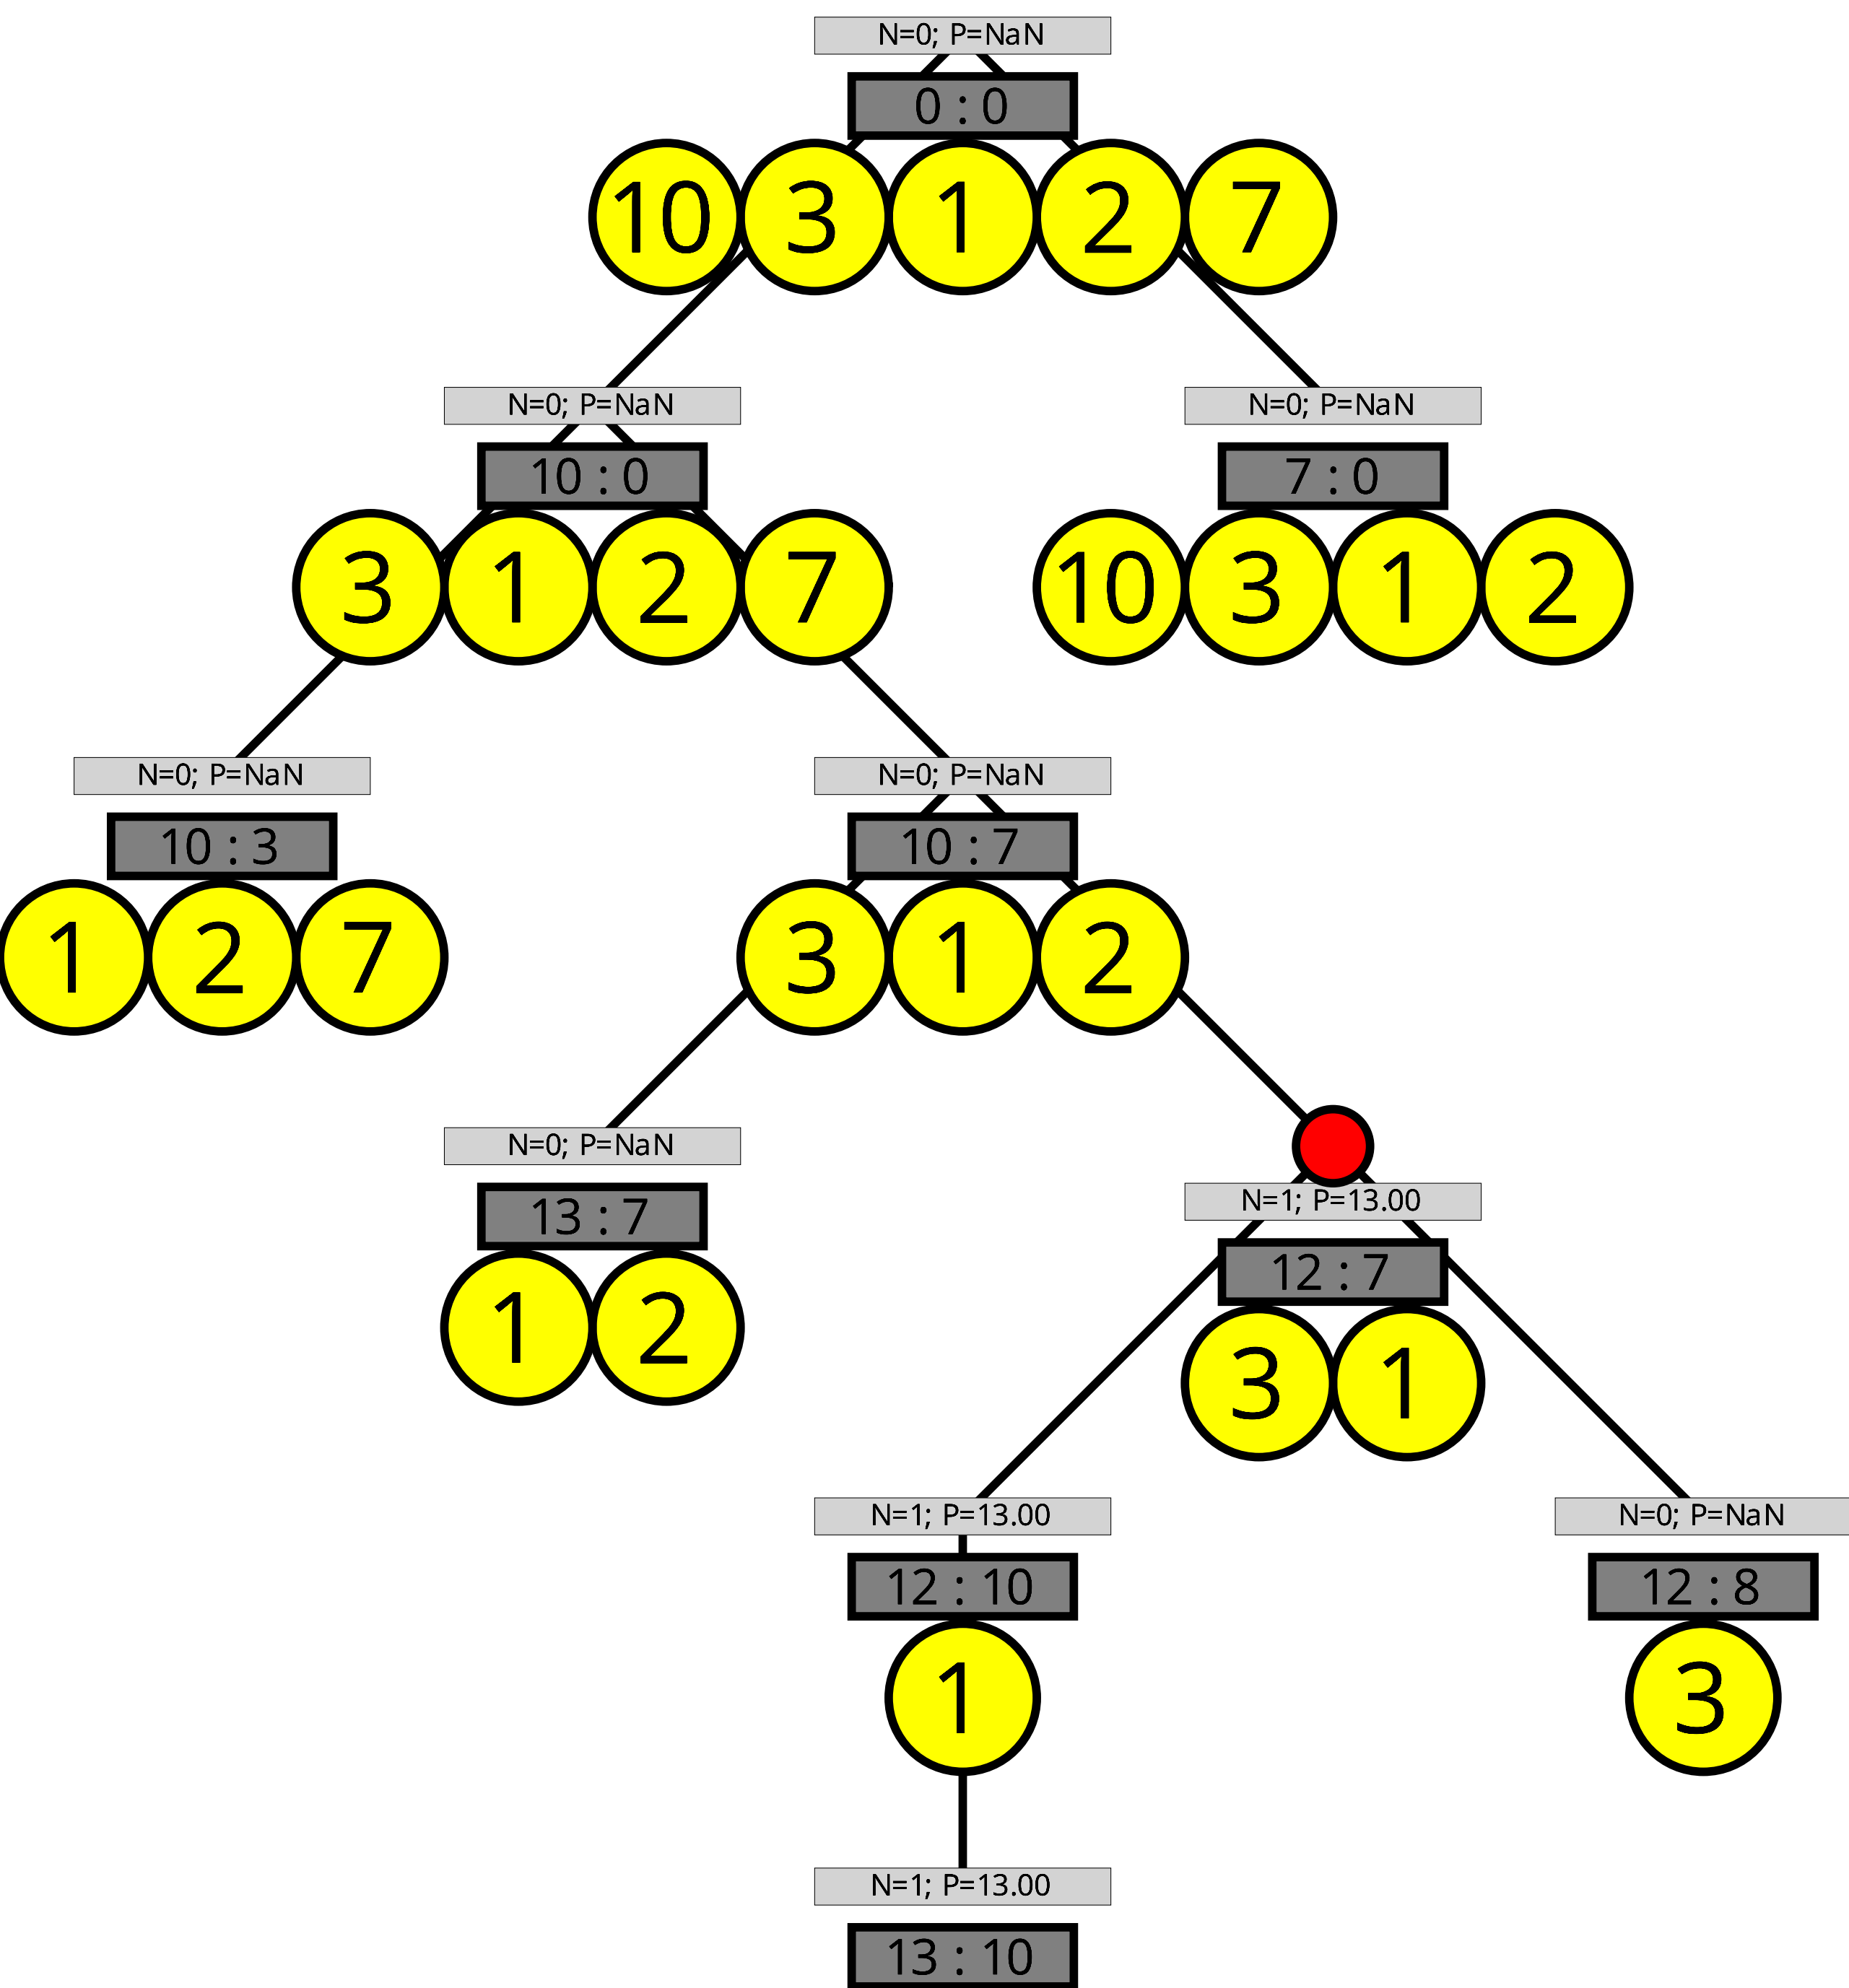 N=0; P=NaN
0 : 0
10 3 1 2 7
N=0; P=NaN N=0; P=NaN
10 : 0 7 : 0
3 1 2 7 10 3 1 2
N=0; P=NaN N=0; P=NaN
10 : 3 10 : 7
1 2 7 3 1 2
N=0; P=NaN N=1; P=13.00
13 : 7 12 : 7
1 2 3 1
N=1; P=13.00 N=0; P=NaN
12 : 10 12 : 8
1 3
N=1; P=13.00
13 : 10